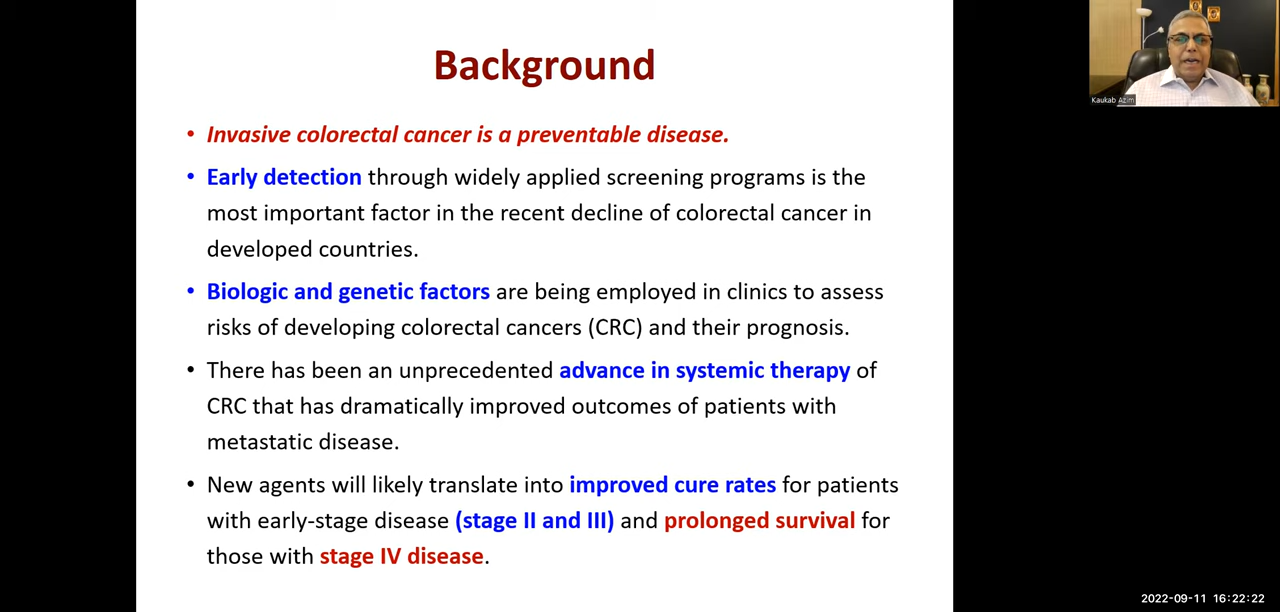 Background
• Invasive colorectal cancer is a preventable disease.
• Early detection through widely applied screening programs is the
most important factor in the recent decline of colorectal cancer in
developed countries.
• Biologic and genetic factors are being employed in clinics to assess
risks of developing colorectal cancers (CRC) and their prognosis.
• There has been an unprecedented advance in systemic therapy of
CRC that has dramatically improved outcomes of patients with
metastatic disease.
• New agents will likely translate into improved cure rates for patients
with early-stage disease (stage II and III) and prolonged survival for
those with stage IV disease.
Kaukab Azim
2022-09-11 16:22:22